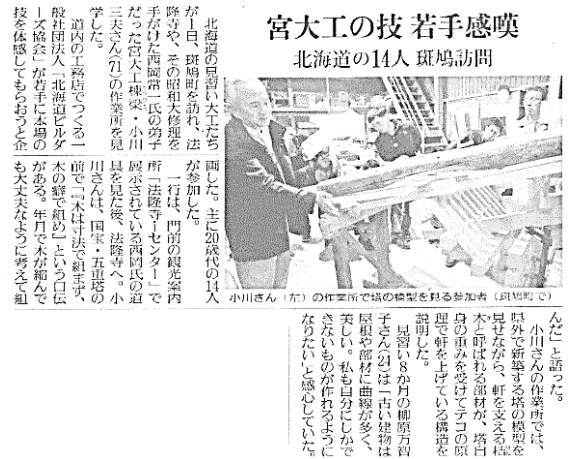 宮大工の技 若手感嘆
北海道の14人 斑鳩訪問
北海道の見習い大工たち
が1日、斑鳩町を訪れ、法
隆寺や、その昭和大修理を
手がけた西岡常一氏の弟子
だった宮大工棟梁・小川
三夫さん(71)の作業所を見
学した。
道内の工務店でつくる一
般社団法人「北海道ビルダ
ーズ協会」が若手に本場の
技を体感してもらおうと企
画した。主に20歳代の14人
が参加した。
一行は、門前の観光案内
所「法隆寺iセンター」で
展示されている西岡氏の道
具を見た後、法隆寺へ。小
川さんは、国宝・五重塔の
前で「『木は寸法で組まず、
木の癖で組め』という口伝
がある。年月で木が縮んで
も大丈夫なように考えて組
小川さん(左)の作業所で塔の模型を見る参加者(斑鳩町で)
んだ」と語った。
小川さんの作業所では、
県外で新築する塔の模型を
見せながら、軒を支える桔
木と呼ばれる部材が、塔自
身の重みを受けてテコの原
理で軒を上げている構造を
説明した。
見習い8か月の柳原万智
子さん(24)は「古い建物は
屋根や部材に曲線が多く、
美しい。私も自分にしかで
きないものが作れるように
なりたい」と感心していた。